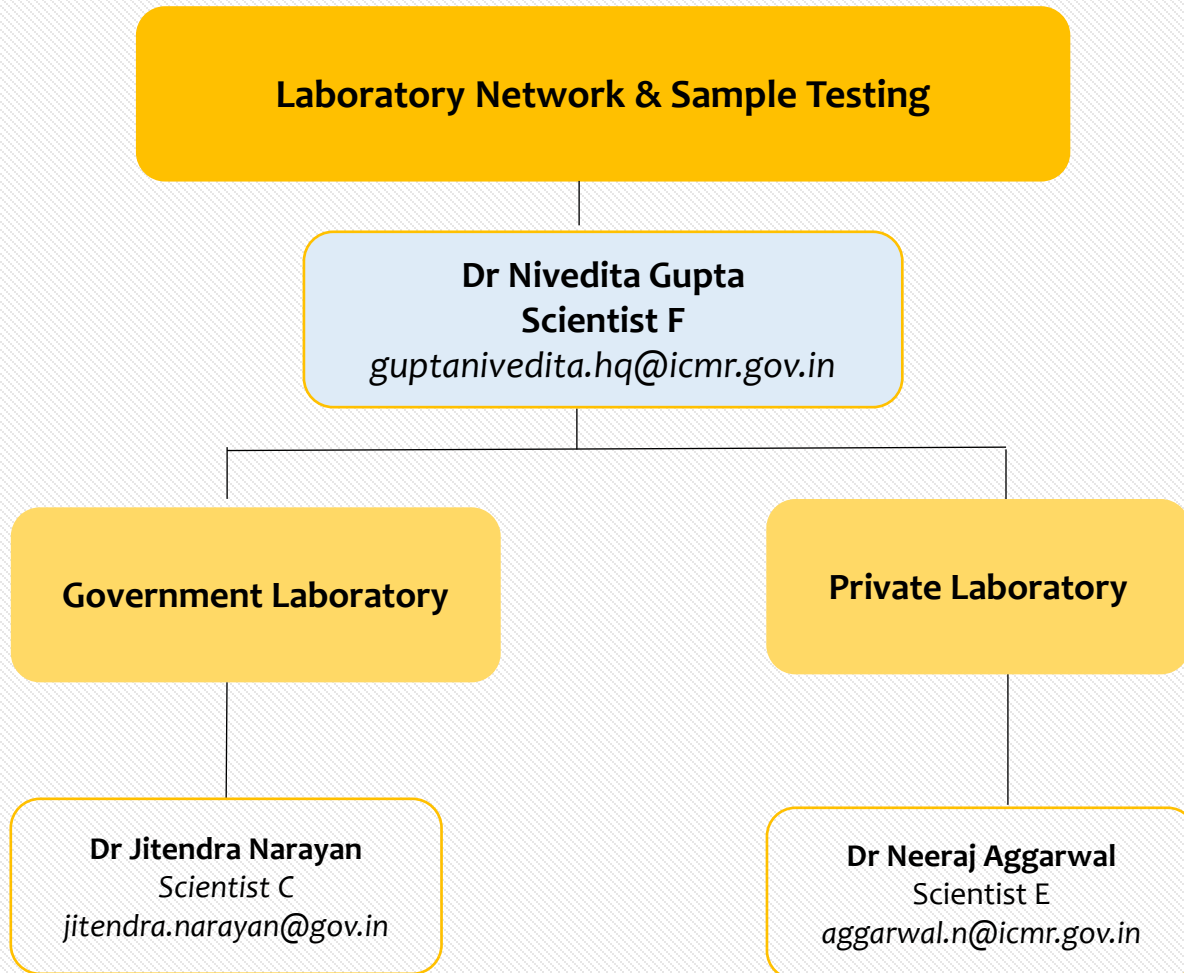 Laboratory Network & Sample Testing
Dr Nivedita Gupta
Scientist F
guptanivedita.hq@icmr.gov.in
Government Laboratory
Private Laboratory
Dr Jitendra Narayan
Scientist C
jitendra.narayan@gov.in
Dr Neeraj Aggarwal
Scientist E
aggarwal.n@icmr.gov.in